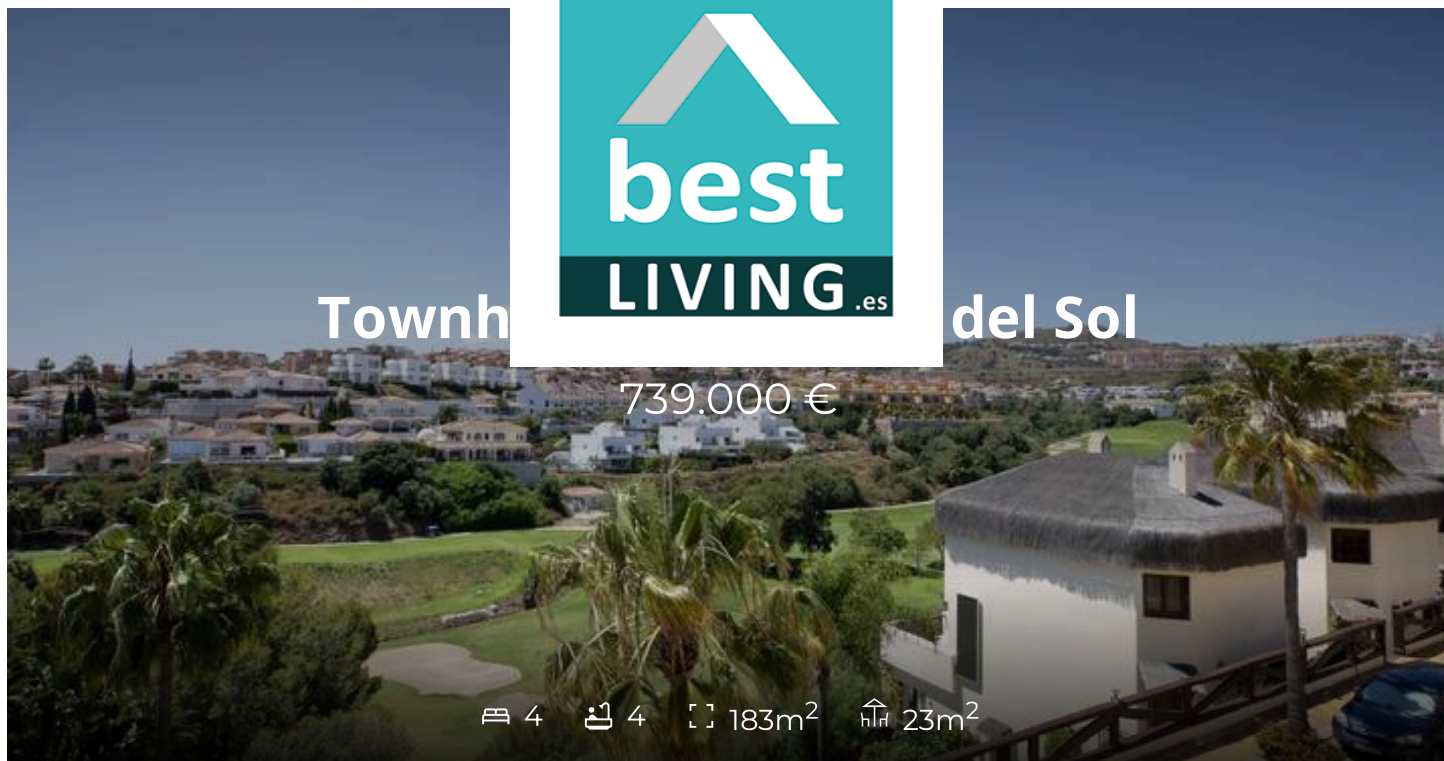 best
LIVING.es
Townh del Sol
739.000 €
4 4 183m² 23m²